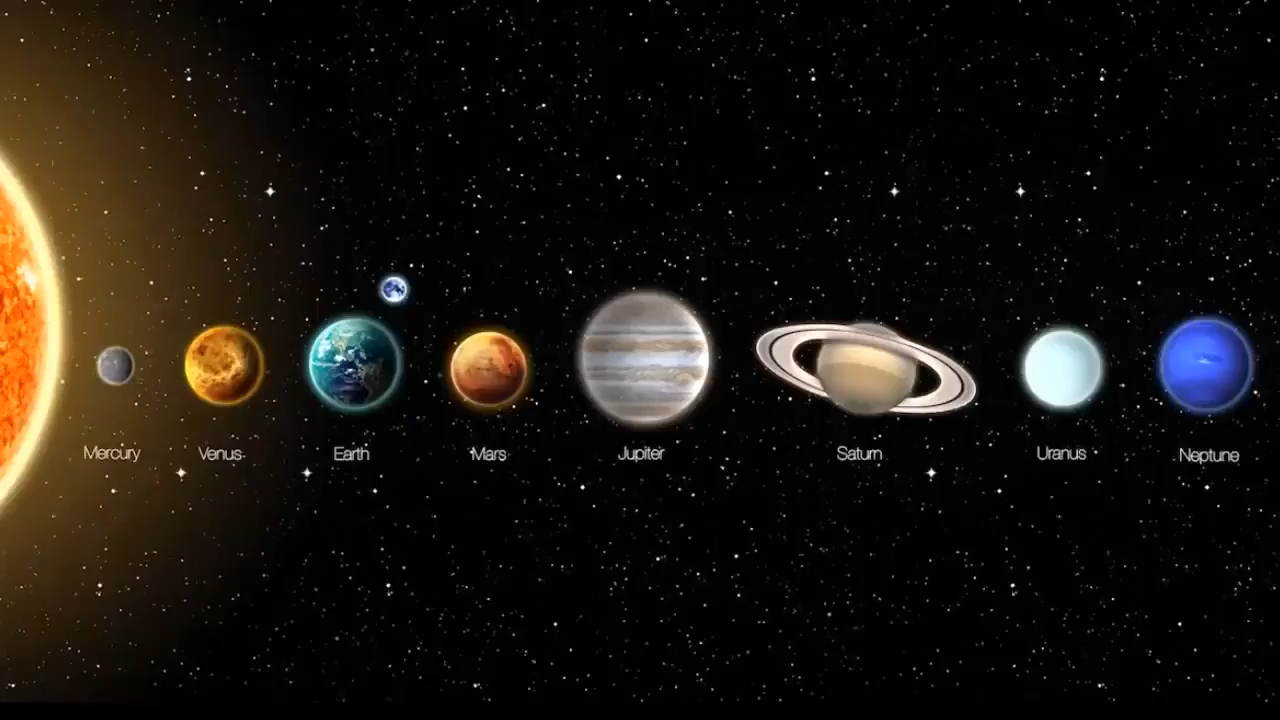 Mercury
Venus
Earth
Mars
Jupiter
Saturn
Uranus
Neptune